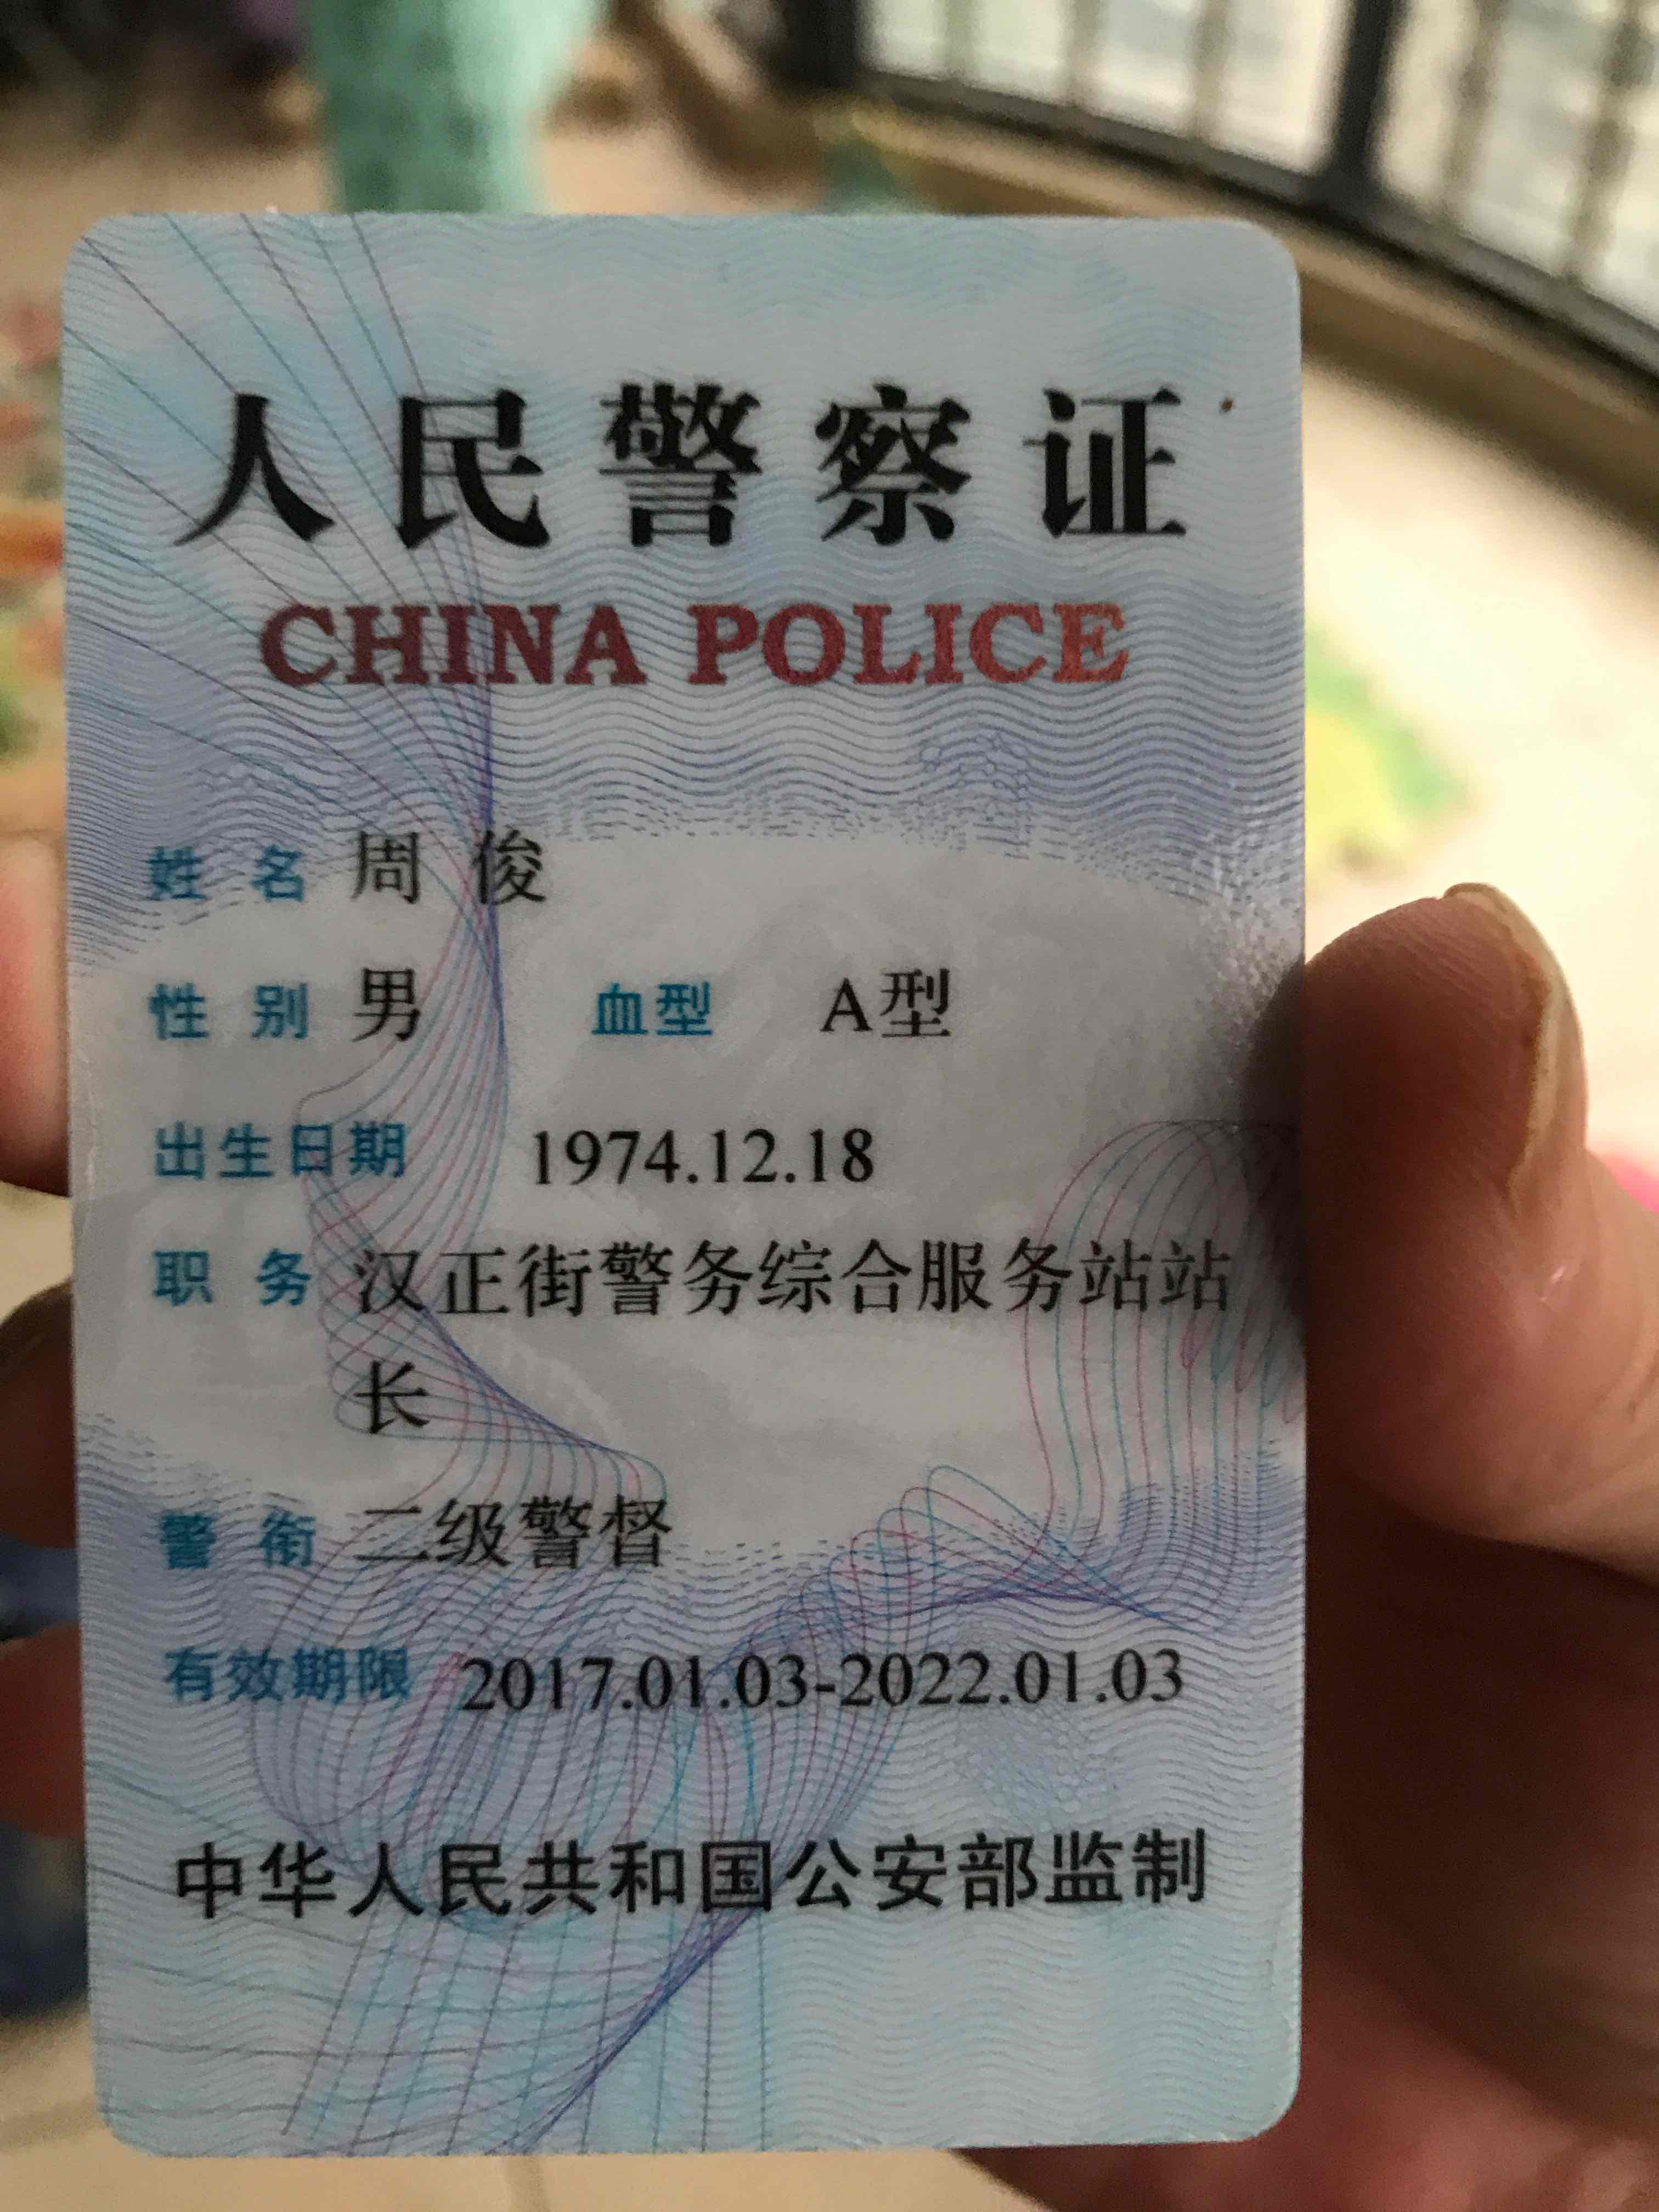 人民警察证
CHINA POLICE
姓 名 周 俊
性 别 男 血型 A型
出生日期 1974.12.18
职 务 汉正街警务综合服务站站
长
警 衔 二级警督
有效期限 2017.01.03-2022.01.03
中华人民共和国公安部监制